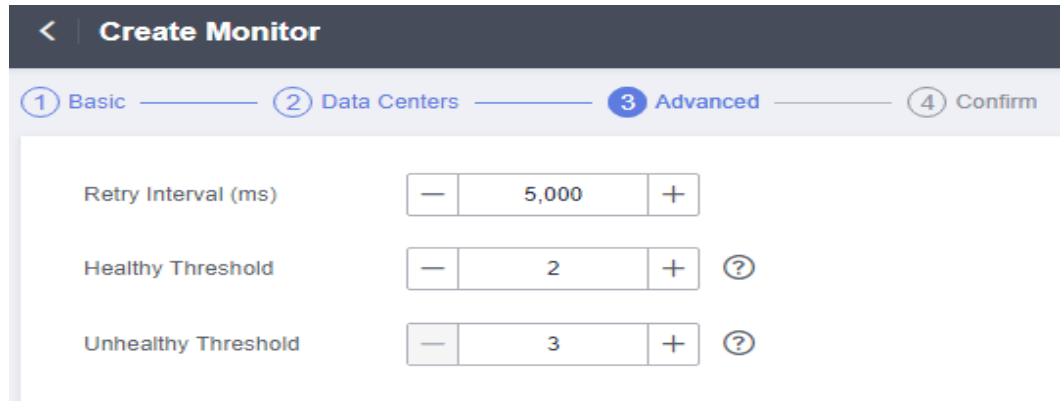 < Create Monitor
1 Basic 2 Data Centers 3 Advanced 4 Confirm
Retry Interval (ms) — 5,000 +
Healthy Threshold — 2 + ?
Unhealthy Threshold — 3 + ?